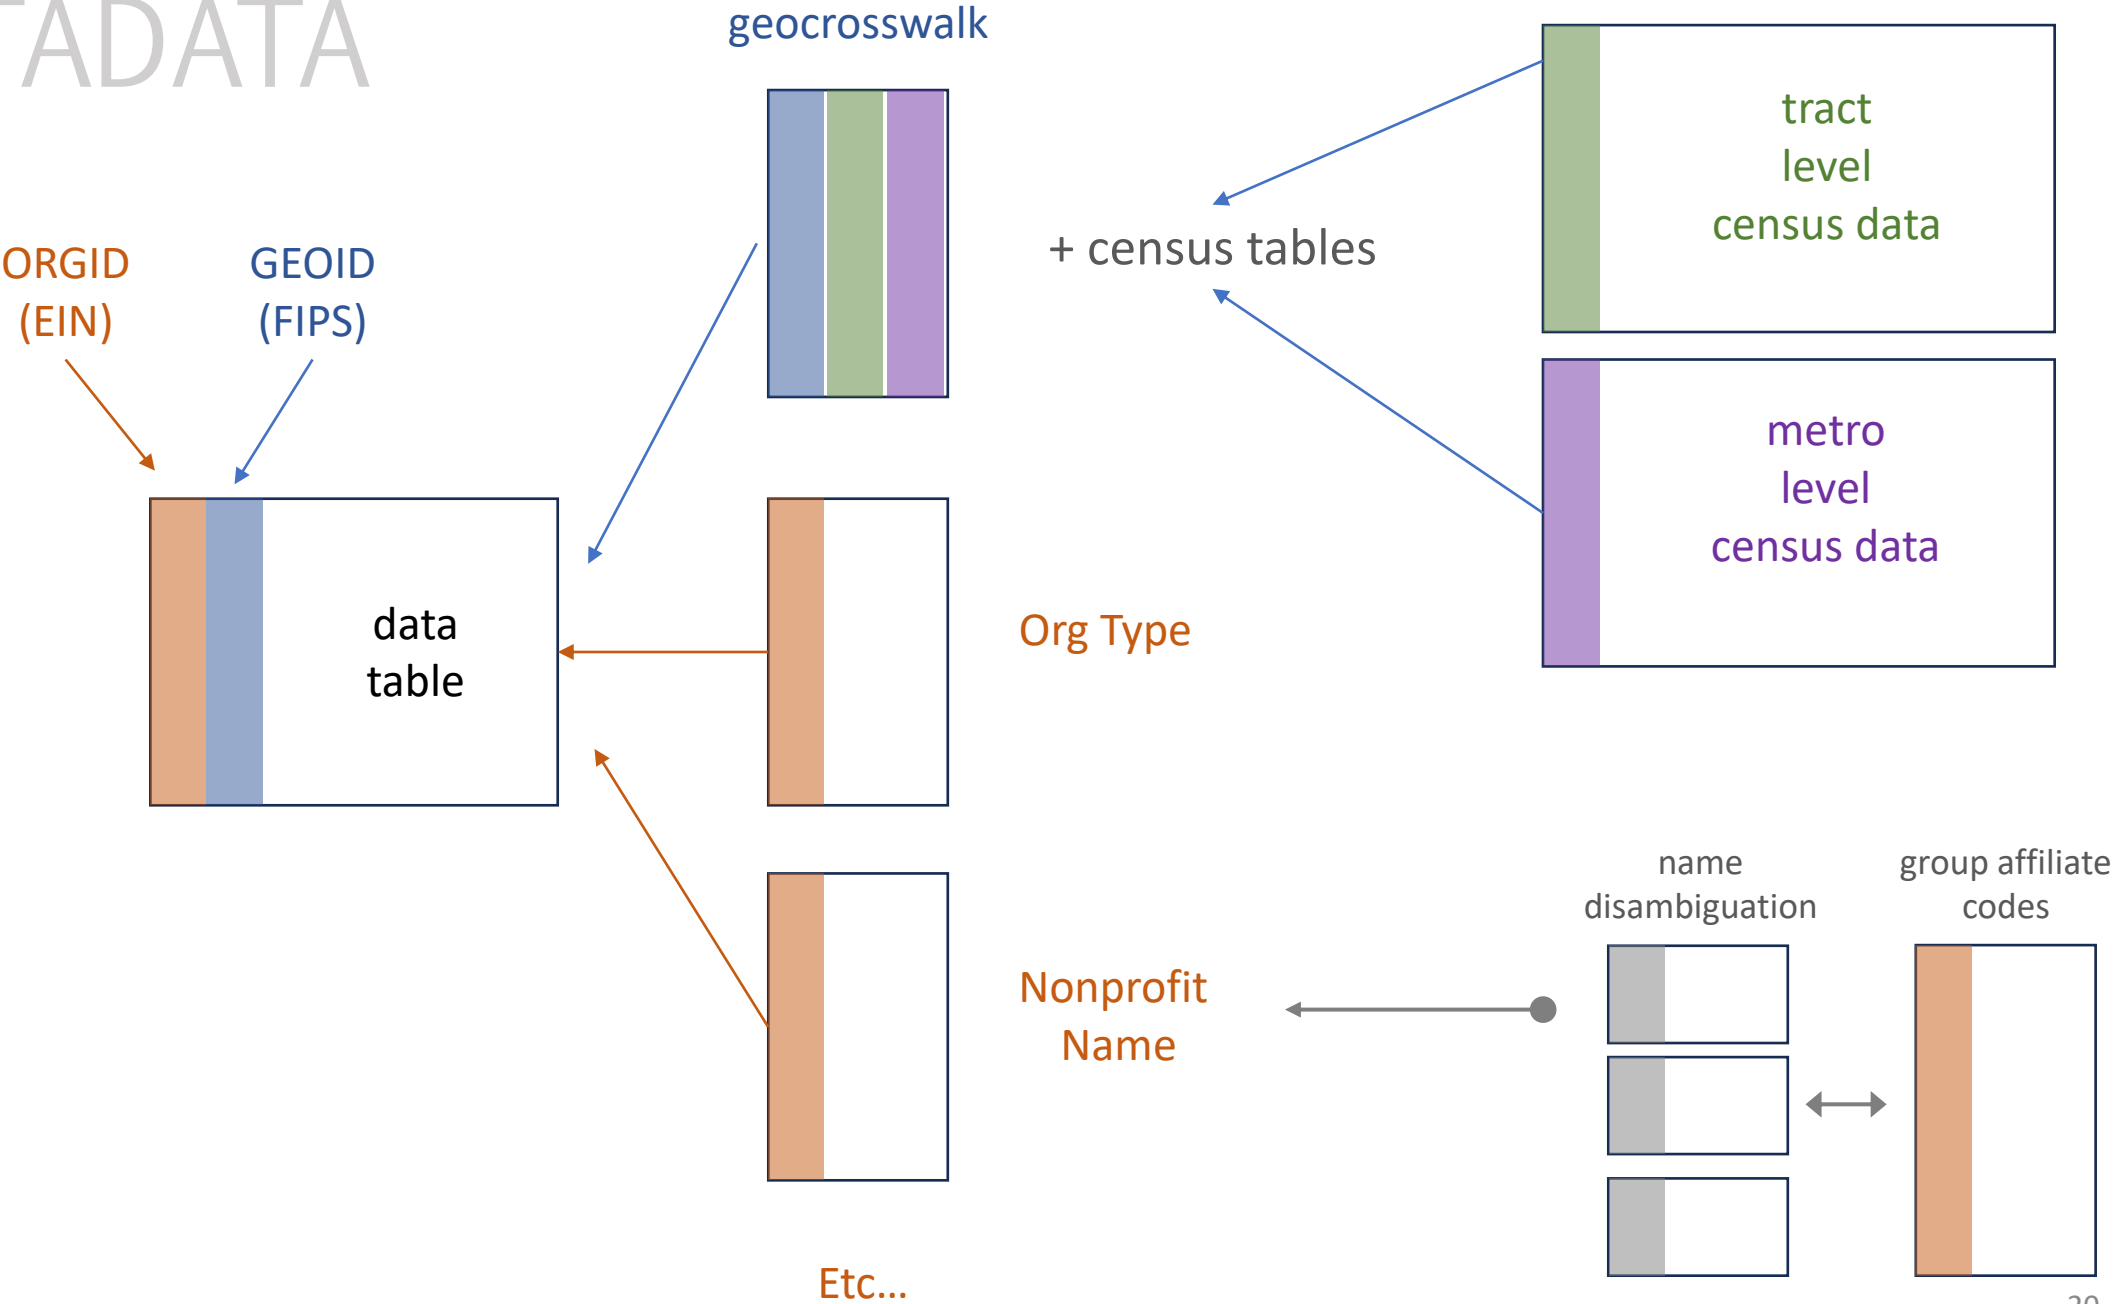 TADATA
geocrosswalk
tract
level
census data
+ census tables
ORGID
(EIN)
GEOID
(FIPS)
metro
level
census data
data
table
Org Type
name
disambiguation
group affiliate
codes
Nonprofit
Name
Etc...